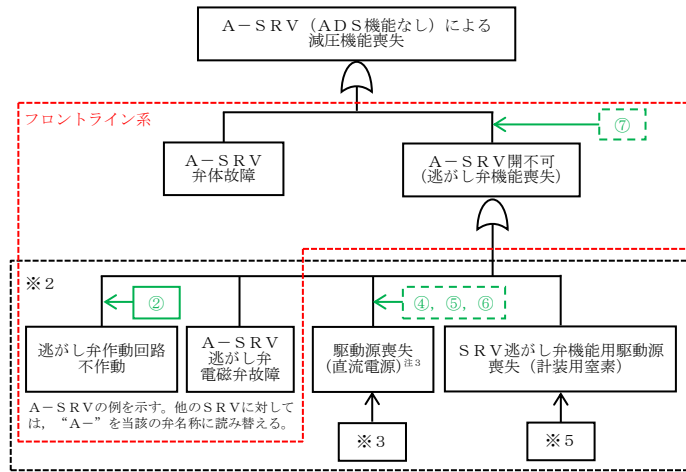 A－SRV（ADS機能なし）による
減圧機能喪失
フロントライン系
⑦
A－SRV
弁体故障
A－SRV開不可
(逃がし弁機能喪失)
※2
②
④，⑤，⑥
逃がし弁作動回路
不作動
A－SRV
逃がし弁
電磁弁故障
駆動源喪失
(直流電源)注3
SRV逃がし弁機能用駆動源
喪失（計装用窒素）
A－SRVの例を示す。他のSRVに対して
は，“A－”を当該の弁名称に読み替える。
※3
※5